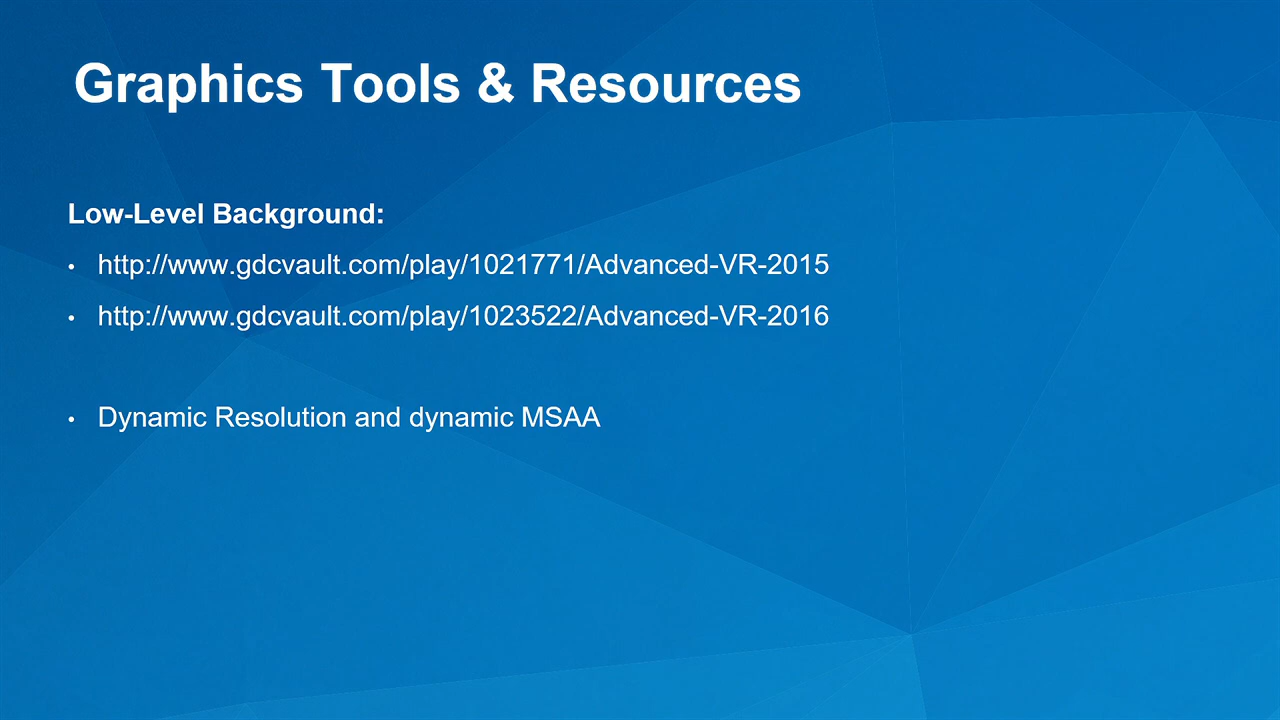 Graphics Tools & Resources
Low-Level Background:
• http://www.gdcvault.com/play/1021771/Advanced-VR-2015
• http://www.gdcvault.com/play/1023522/Advanced-VR-2016
• Dynamic Resolution and dynamic MSAA